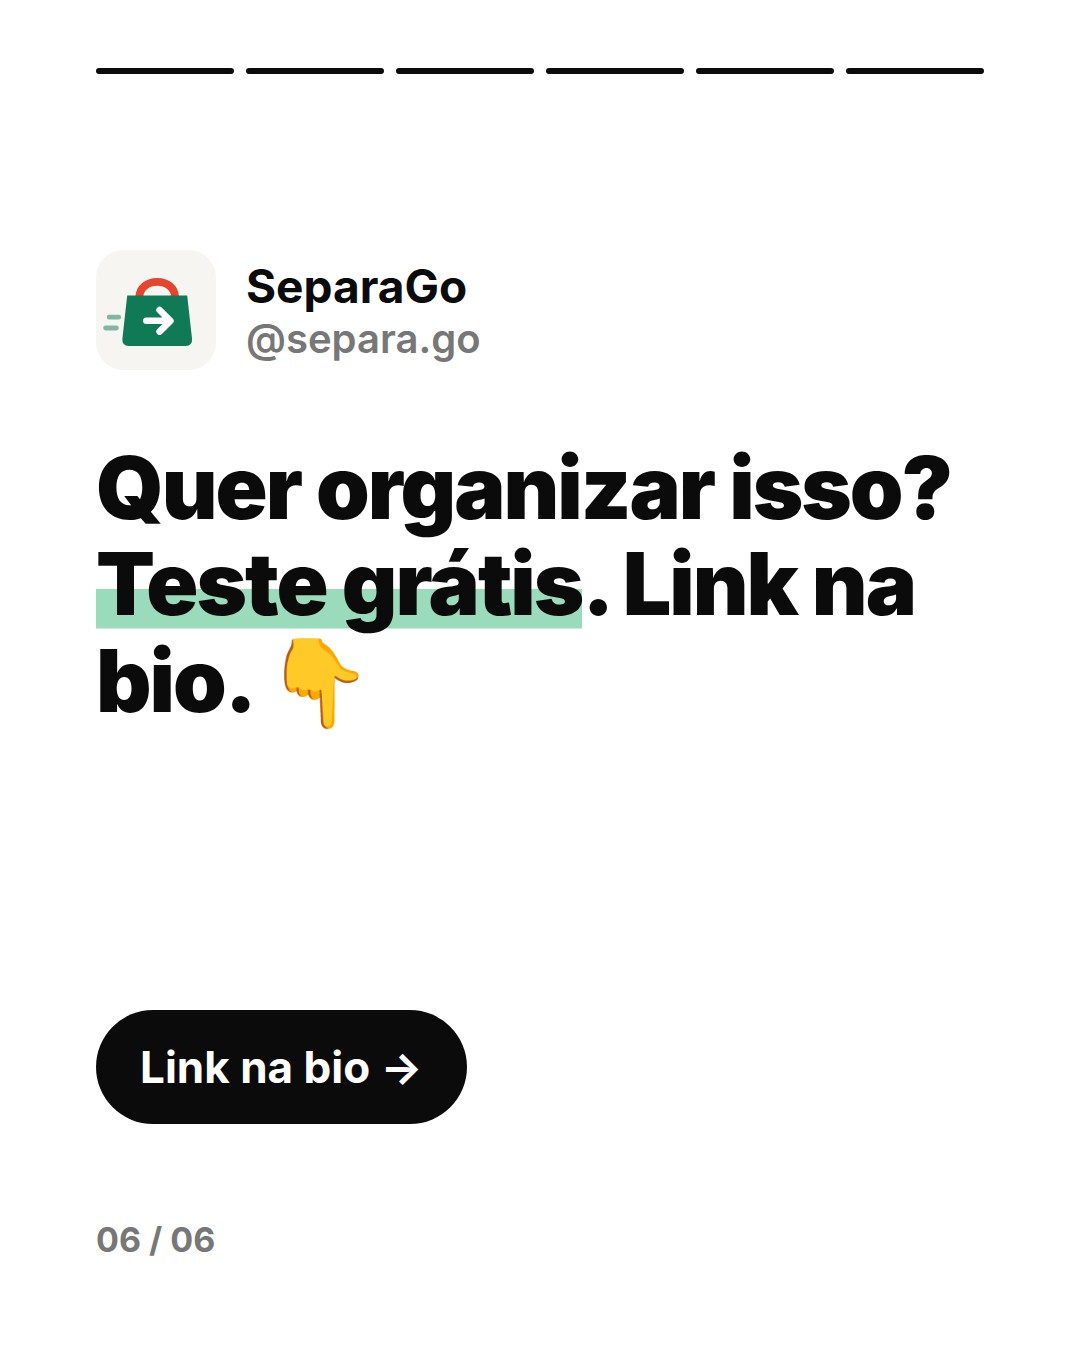 SeparaGo
@separa.go
Quer organizar isso?
Teste grátis. Link na
bio. 👇
Link na bio →
06 / 06